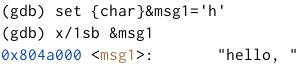 (gdb) set {char}&msg1='h'
(gdb) x/1sb &msg1
0x804a000 <msg1>:	"hello, "